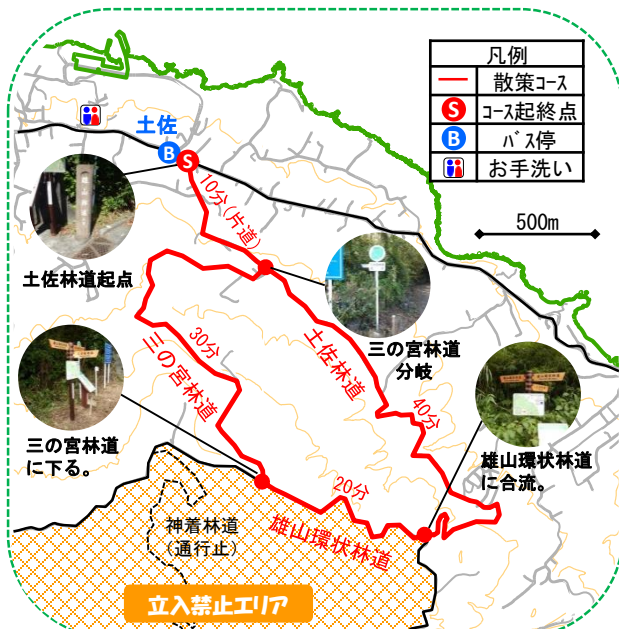 凡例
散策コース
S
コース起終点
B
バス停
お手洗い
500m
土佐
B
S
10分(片道)
土佐林道起点
三の宮林道
分岐
土佐林道
30分
三の宮林道
40分
三の宮林道
に下る。
雄山環状林道
に合流。
20分
雄山環状林道
神着林道
(通行止)
立入禁止エリア